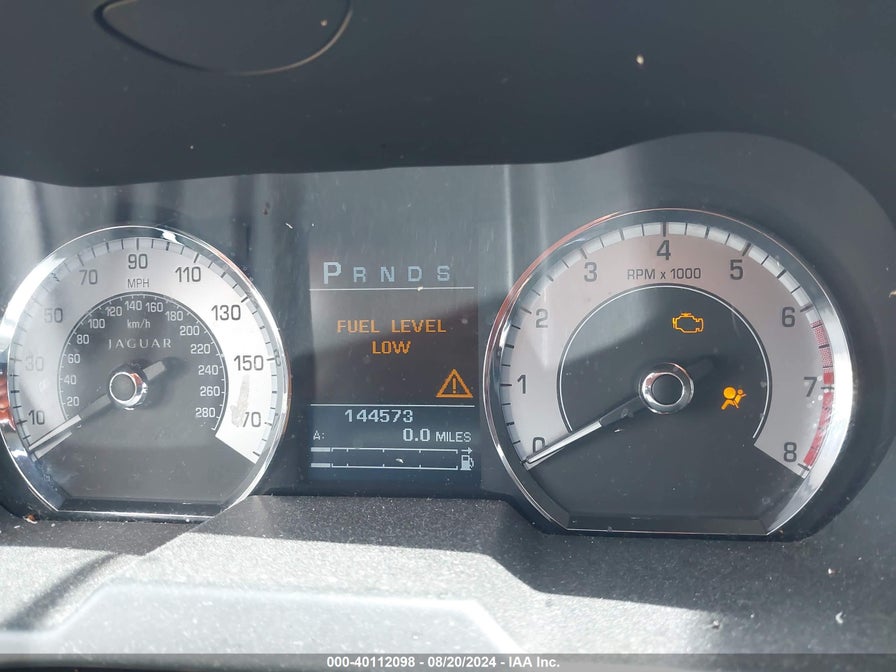 10 30 50 70 90 110 130 150 70
MPH
20 40 60 80 100 120 140 160 180 200 220 240 260 280
km/h
JAGUAR
P R N D S
FUEL LEVEL
LOW
144573
A: 0.0 MILES
0 1 2 3 4 5 6 7 8
RPM x 1000
000-40112098 - 08/20/2024 - IAA Inc.